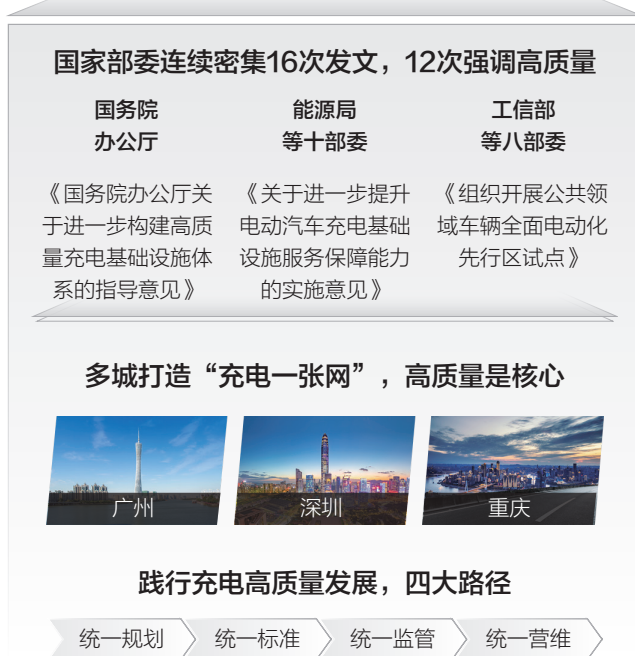 国家部委连续密集16次发文，12次强调高质量
国务院
办公厅
《国务院办公厅关
于进一步构建高质
量充电基础设施体
系的指导意见》
能源局
等十部委
《关于进一步提升
电动汽车充电基础
设施服务保障能力
的实施意见》
工信部
等八部委
《组织开展公共领
域车辆全面电动化
先行区试点》
多城打造“充电一张网”，高质量是核心
广州
深圳
重庆
践行充电高质量发展，四大路径
统一规划
统一标准
统一监管
统一营维